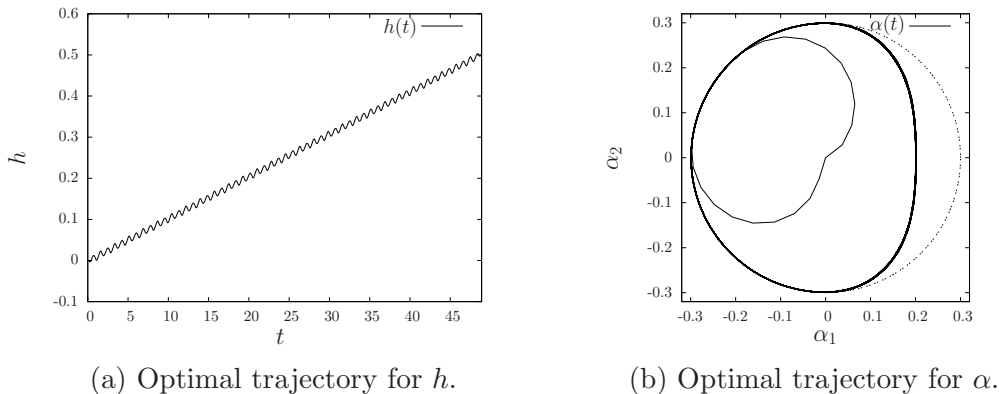 h(t)
0.6
0.5
0.4
0.3
0.2
0.1
0
-0.1
h
0 5 10 15 20 25 30 35 40 45
t
(a) Optimal trajectory for h.
α(t)
0.3
0.2
0.1
0
-0.1
-0.2
-0.3
α₂
-0.3 -0.2 -0.1 0 0.1 0.2 0.3
α₁
(b) Optimal trajectory for α.